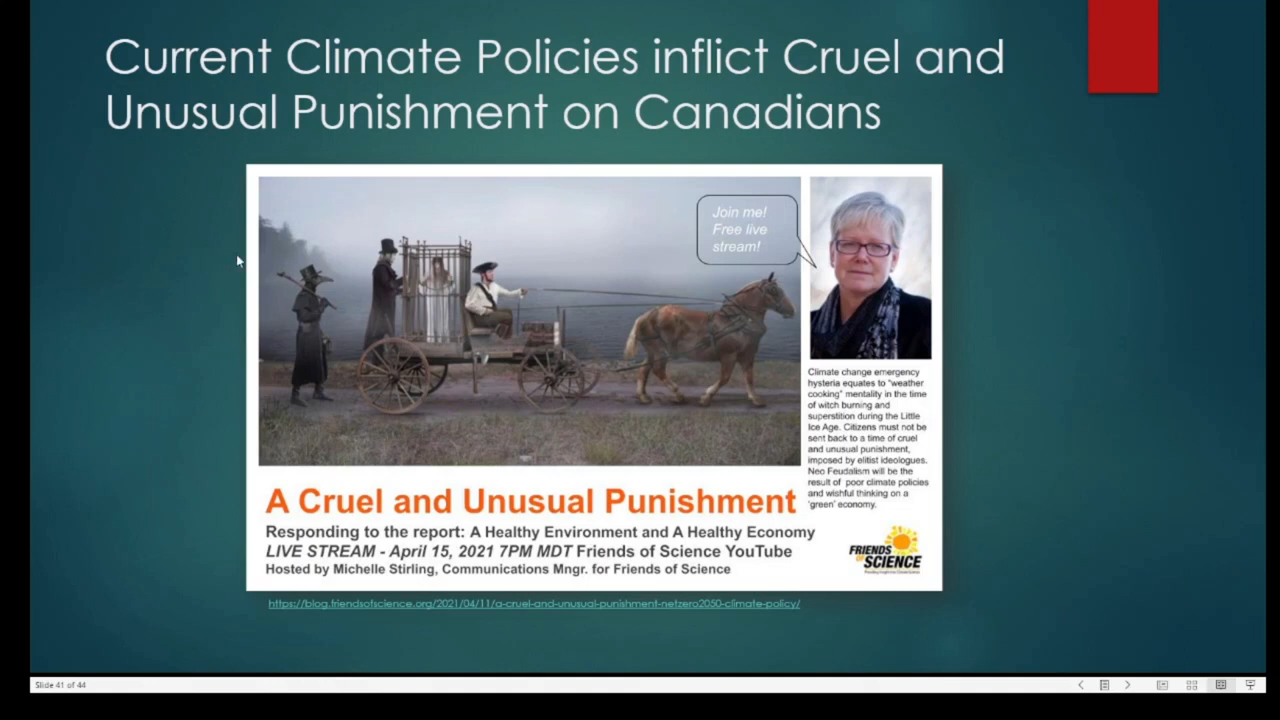 Current Climate Policies inflict Cruel and
Unusual Punishment on Canadians
Join me!
Free live
stream!
Climate change emergency
hysteria equates to "weather
cooking" mentality in the time
of witch burning and
superstition during the Little
Ice Age. Citizens must not be
sent back to a time of cruel
and unusual punishment,
imposed by elitist ideologues.
Neo Feudalism will be the
result of poor climate policies
and wishful thinking on a
'green' economy.
A Cruel and Unusual Punishment
Responding to the report: A Healthy Environment and A Healthy Economy
LIVE STREAM - April 15, 2021 7PM MDT Friends of Science YouTube
Hosted by Michelle Stirling, Communications Mngr. for Friends of Science
FRIENDS
OF SCIENCE
https://blog.friendsofscience.org/2021/04/11/a-cruel-and-unusual-punishment-netzero2050-climate-policy/
Slide 41 of 44